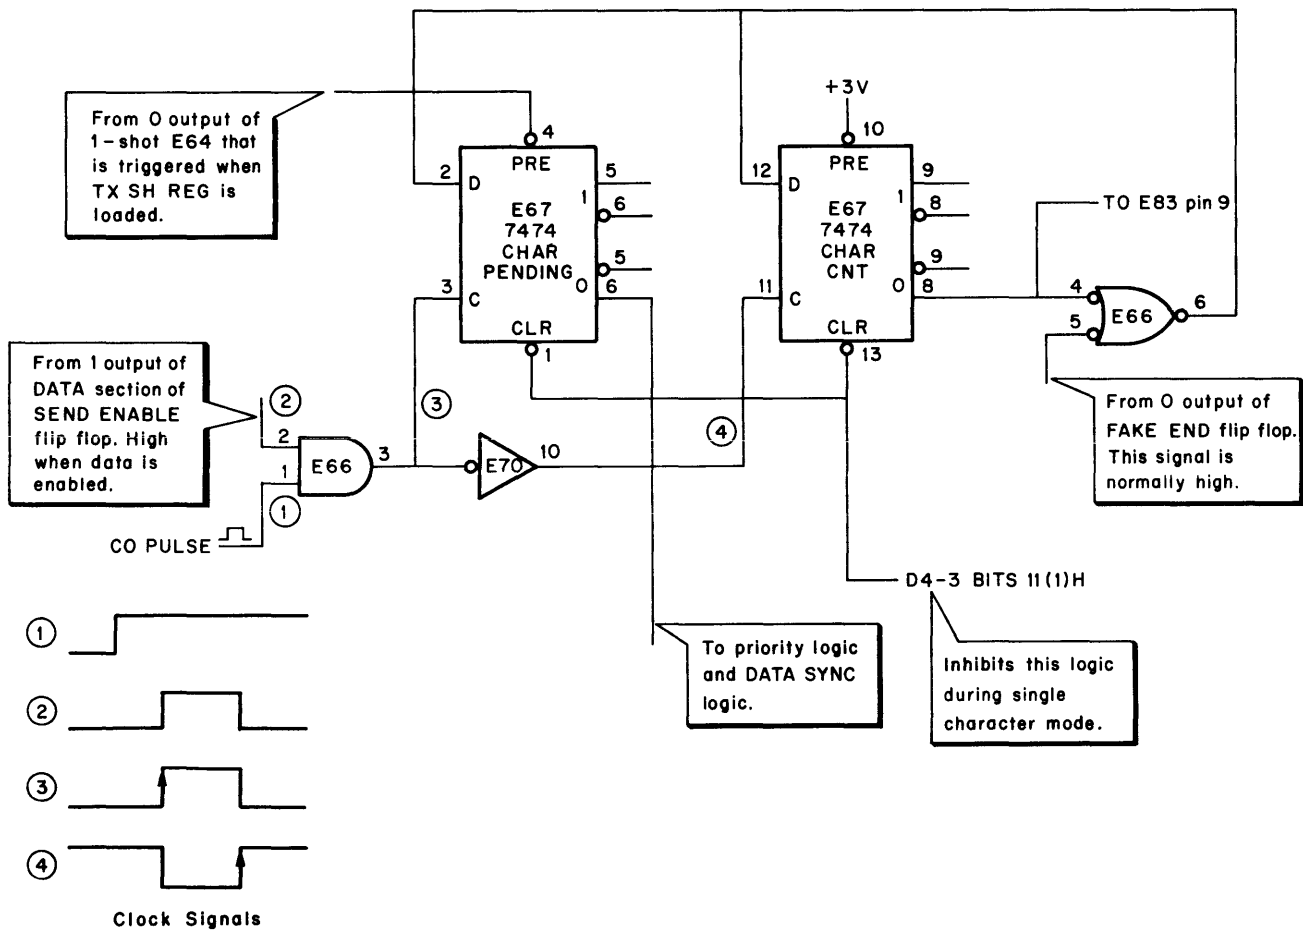 From 0 output of
1-shot E64 that
is triggered when
TX SH REG is
loaded.
+3V
4
10
PRE
PRE
2
D
5
1
6
12
D
9
1
8
E67
7474
CHAR
PENDING
E67
7474
CHAR
CNT
TO E83 pin 9
5
0
6
9
0
8
3
C
11
C
4
5
E66
6
CLR
CLR
1
13
From 1 output of
DATA section of
SEND ENABLE
flip flop. High
when data is
enabled.
2
2
1
E66
3
1
3
E70
10
4
CO PULSE
From 0 output of
FAKE END flip flop.
This signal is
normally high.
D4-3 BITS 11(1)H
To priority logic
and DATA SYNC
logic.
Inhibits this logic
during single
character mode.
1
2
3
4
Clock Signals